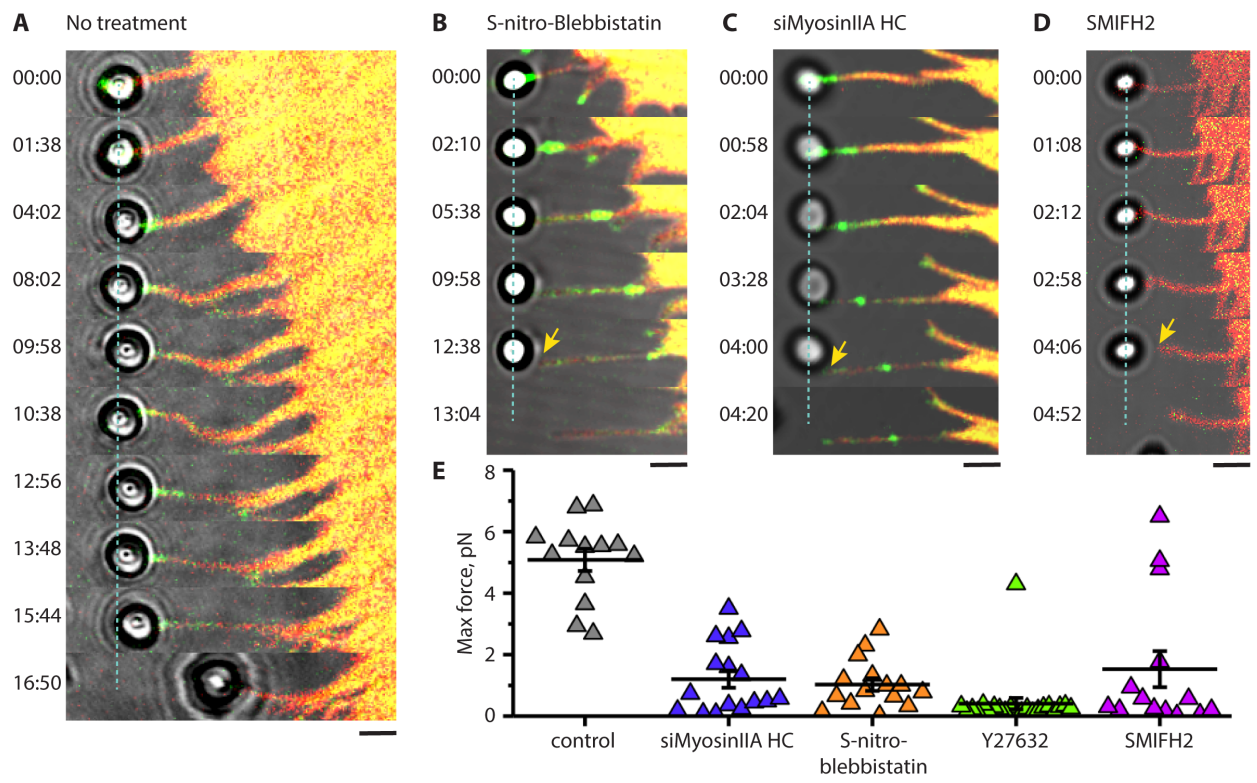 A No treatment
00:00
01:38
04:02
08:02
09:58
10:38
12:56
13:48
15:44
16:50
B S-nitro-Blebbistatin
00:00
02:10
05:38
09:58
12:38
13:04
C siMyosinIIA HC
00:00
00:58
02:04
03:28
04:00
04:20
D SMIFH2
00:00
01:08
02:12
02:58
04:06
04:52
E
Max force, pN
8
6
4
2
0
control
siMyosinIIA HC
S-nitro-
blebbistatin
Y27632
SMIFH2